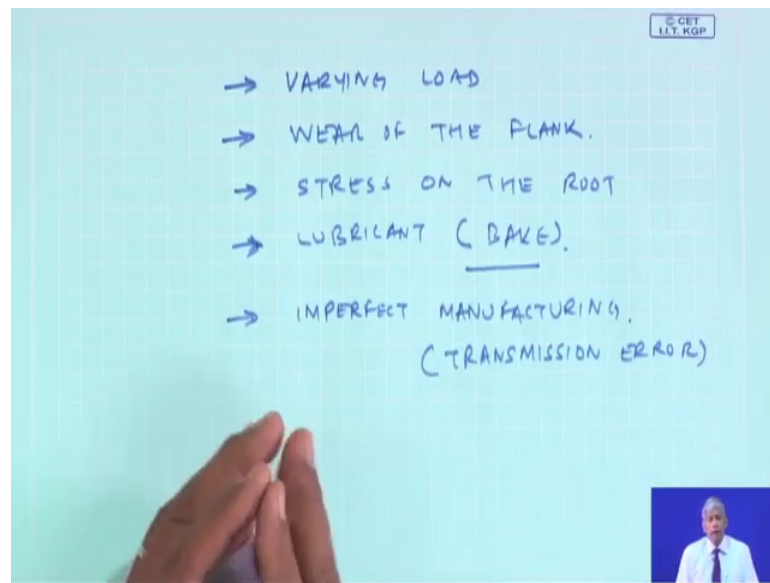 © CET
I.I.T. KGP
→ VARYING LOAD
→ WEAR OF THE FLANK.
→ STRESS ON THE ROOT
→ LUBRICANT (BAKE).
→ IMPERFECT MANUFACTURING.
(TRANSMISSION ERROR)